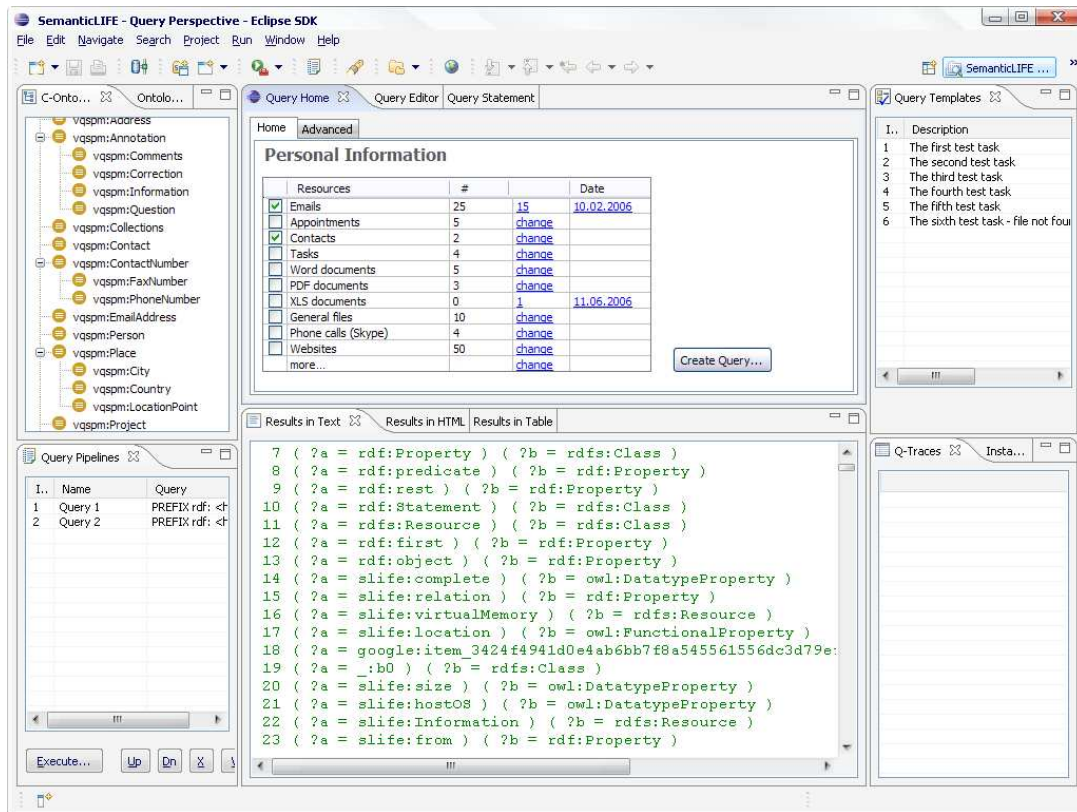 SemanticLIFE - Query Perspective - Eclipse SDK
File Edit Navigate Search Project Run Window Help
SemanticLIFE ...
C-Onto... Ontolo...
vqspm:Address
vqspm:Annotation
vqspm:Comments
vqspm:Correction
vqspm:Information
vqspm:Question
vqspm:Collections
vqspm:Contact
vqspm:ContactNumber
vqspm:FaxNumber
vqspm:PhoneNumber
vqspm:EmailAddress
vqspm:Person
vqspm:Place
vqspm:City
vqspm:Country
vqspm:LocationPoint
vqspm:Project
Query Home Query Editor Query Statement
Home Advanced
Personal Information
Resources # Date
Emails 25 15 10.02.2006
Appointments 5 change
Contacts 2 change
Tasks 4 change
Word documents 5 change
PDF documents 3 change
XLS documents 0 1 11.06.2006
General files 10 change
Phone calls (Skype) 4 change
Websites 50 change
more... change
Create Query...
Query Templates
I.. Description
1 The first test task
2 The second test task
3 The third test task
4 The fourth test task
5 The fifth test task
6 The sixth test task - file not four
Query Pipelines
I.. Name Query
1 Query 1 PREFIX rdf: <h
2 Query 2 PREFIX rdf: <h
Execute... Up Dn X
Results in Text Results in HTML Results in Table
7 ( ?a = rdf:Property ) ( ?b = rdfs:Class )
8 ( ?a = rdf:predicate ) ( ?b = rdf:Property )
9 ( ?a = rdf:rest ) ( ?b = rdf:Property )
10 ( ?a = rdf:Statement ) ( ?b = rdfs:Class )
11 ( ?a = rdfs:Resource ) ( ?b = rdfs:Class )
12 ( ?a = rdf:first ) ( ?b = rdf:Property )
13 ( ?a = rdf:object ) ( ?b = rdf:Property )
14 ( ?a = slife:complete ) ( ?b = owl:DatatypeProperty )
15 ( ?a = slife:relation ) ( ?b = rdf:Property )
16 ( ?a = slife:virtualMemory ) ( ?b = rdfs:Resource )
17 ( ?a = slife:location ) ( ?b = owl:FunctionalProperty )
18 ( ?a = google:item_3424f4941d0e4ab6bb7f8a545561556dc3d79e
19 ( ?a = _:b0 ) ( ?b = rdfs:Class )
20 ( ?a = slife:size ) ( ?b = owl:DatatypeProperty )
21 ( ?a = slife:hostOS ) ( ?b = owl:DatatypeProperty )
22 ( ?a = slife:Information ) ( ?b = rdfs:Resource )
23 ( ?a = slife:from ) ( ?b = rdf:Property )
Q-Traces Insta...